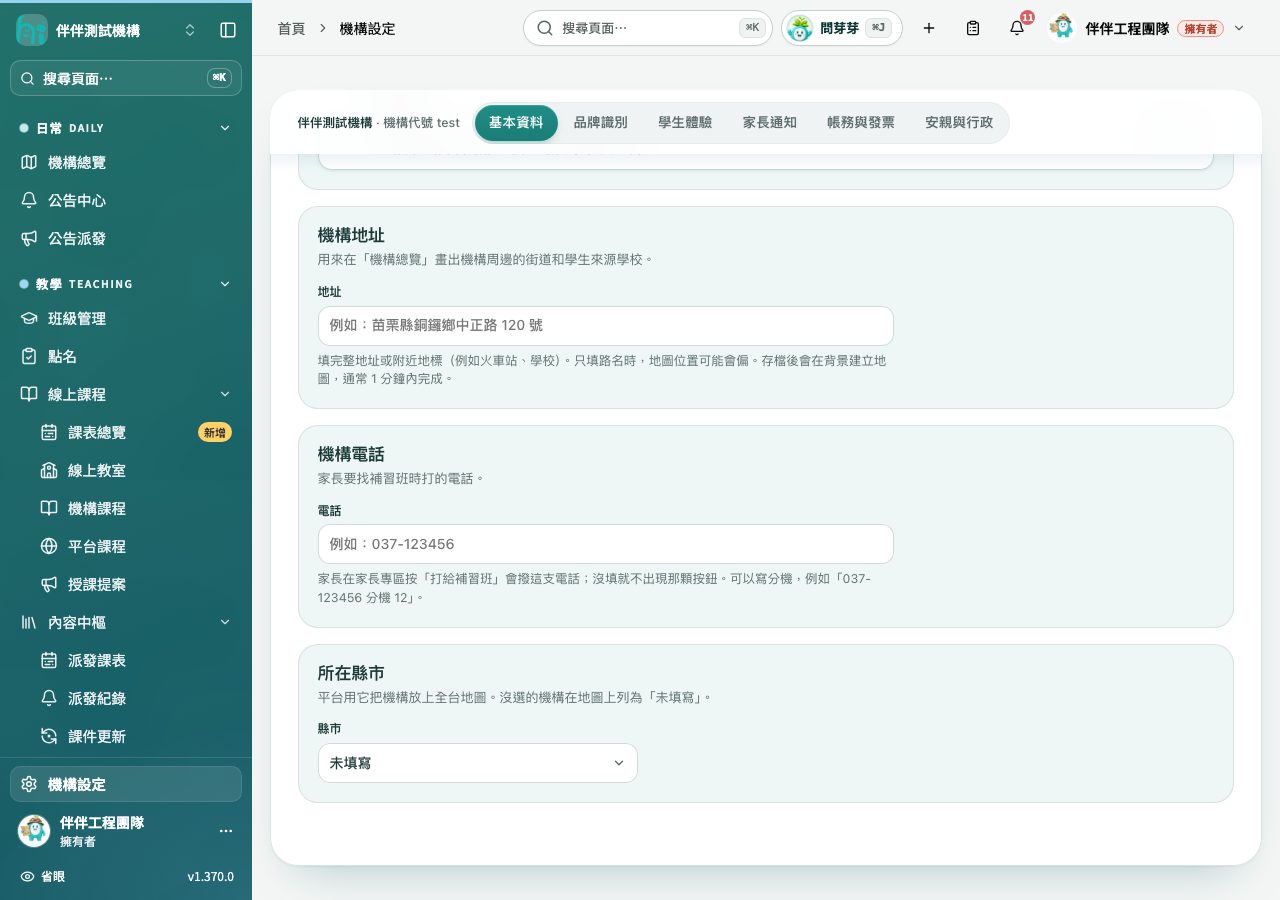 伴伴測試機構
搜尋頁面…
⌘K
日常 DAILY
機構總覽
公告中心
公告派發
教學 TEACHING
班級管理
點名
線上課程
課表總覽
新增
線上教室
機構課程
平台課程
授課提案
內容中樞
派發課表
派發紀錄
課件更新
機構設定
伴伴工程團隊
擁有者
省眼
v1.370.0
首頁
機構設定
搜尋頁面…
⌘K
問芽芽
⌘J
11
伴伴工程團隊
擁有者
伴伴測試機構 · 機構代號 test
基本資料
品牌識別
學生體驗
家長通知
帳務與發票
安親與行政
機構地址
用來在「機構總覽」畫出機構周邊的街道和學生來源學校。
地址
例如：苗栗縣銅鑼鄉中正路 120 號
填完整地址或附近地標（例如火車站、學校）。只填路名時，地圖位置可能會偏。存檔後會在背景建立地
圖，通常 1 分鐘內完成。
機構電話
家長要找補習班時打的電話。
電話
例如：037-123456
家長在家長專區按「打給補習班」會撥這支電話；沒填就不出現那顆按鈕。可以寫分機，例如「037-
123456 分機 12」。
所在縣市
平台用它把機構放上全台地圖。沒選的機構在地圖上列為「未填寫」。
縣市
未填寫